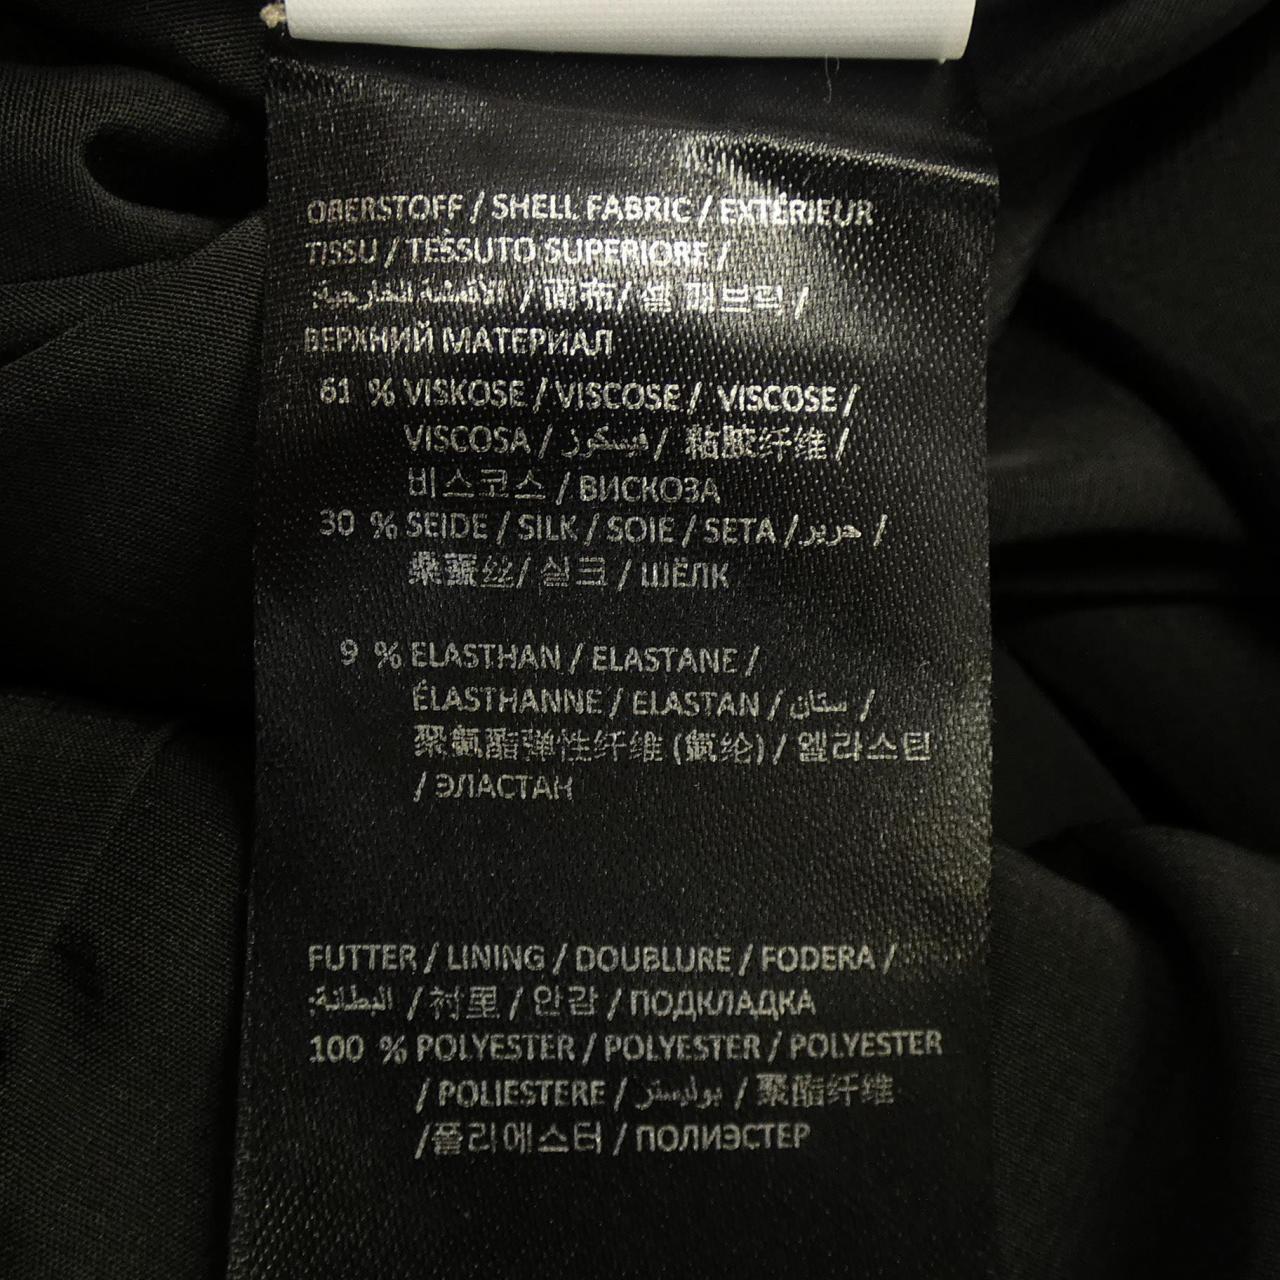 OBERSTOFF / SHELL FABRIC / EXTÉRIEUR
TISSU / TESSUTO SUPERIORE /
الاقمشة الخارجية / 面布 / 셸 패브릭 /
ВЕРХНИЙ МАТЕРИАЛ
61 % VISKOSE / VISCOSE / VISCOSE /
VISCOSA / فيسكوز / 粘胶纤维 /
비스코스 / ВИСКОЗА
30 % SEIDE / SILK / SOIE / SETA / حرير /
桑蚕丝 / 실크 / ШЁЛК
9 % ELASTHAN / ELASTANE /
ÉLASTHANNE / ELASTAN / ستان /
聚氨酯弹性纤维 (氨纶) / 엘라스틴
/ ЭЛАСТАН
FUTTER / LINING / DOUBLURE / FODERA /
البطانة: / 衬里 / 안감 / ПОДКЛАДКА
100 % POLYESTER / POLYESTER / POLYESTER
/ POLIESTERE / بوليستر / 聚酯纤维
/ 폴리에스터 / ПОЛИЭСТЕР